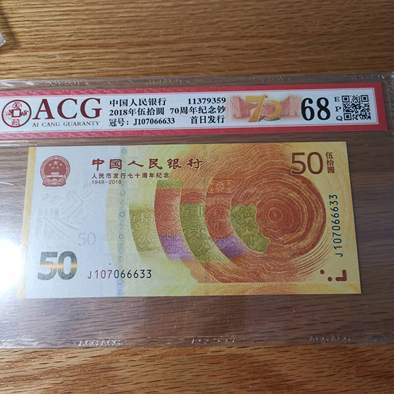 ACG
AI CANG GUARANTY
中国人民银行 11379359
2018年伍拾圆 70周年纪念钞
冠号: J107066633 首日发行
70
68
EPQ
中国人民银行
人民币发行七十周年纪念
1948-2018
50
伍拾圆
50
J107066633
50
J107066633